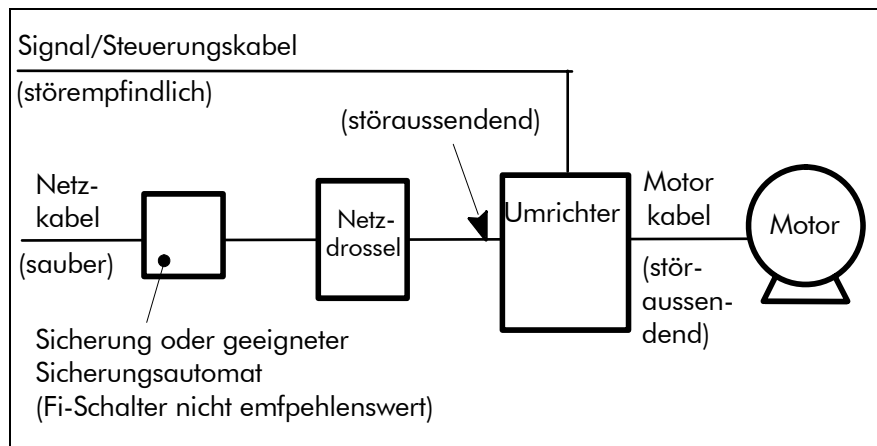 Signal/Steuerungskabel
(störempfindlich)
(störaussendend)
Netz-
kabel
(sauber)
Netz-
drossel
Umrichter
Motor
kabel
(stör-
aussen-
dend)
Motor
Sicherung oder geeigneter
Sicherungsautomat
(Fi-Schalter nicht emfpehlenswert)